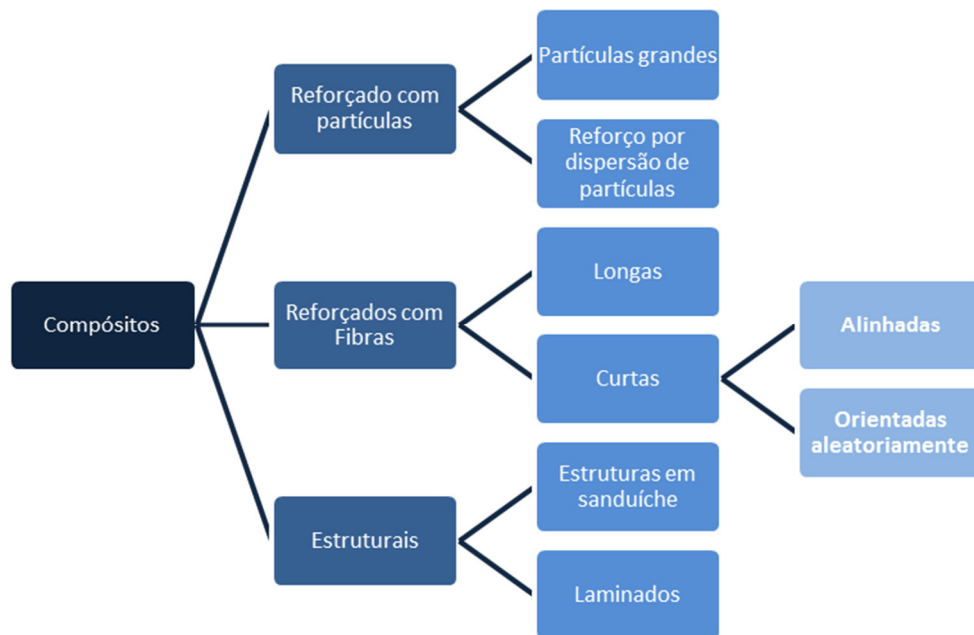 Compósitos
Reforçado com
partículas
Partículas grandes
Reforço por
dispersão de
partículas
Reforçados com
Fibras
Longas
Curtas
Alinhadas
Orientadas
aleatoriamente
Estruturais
Estruturas em
sanduíche
Laminados